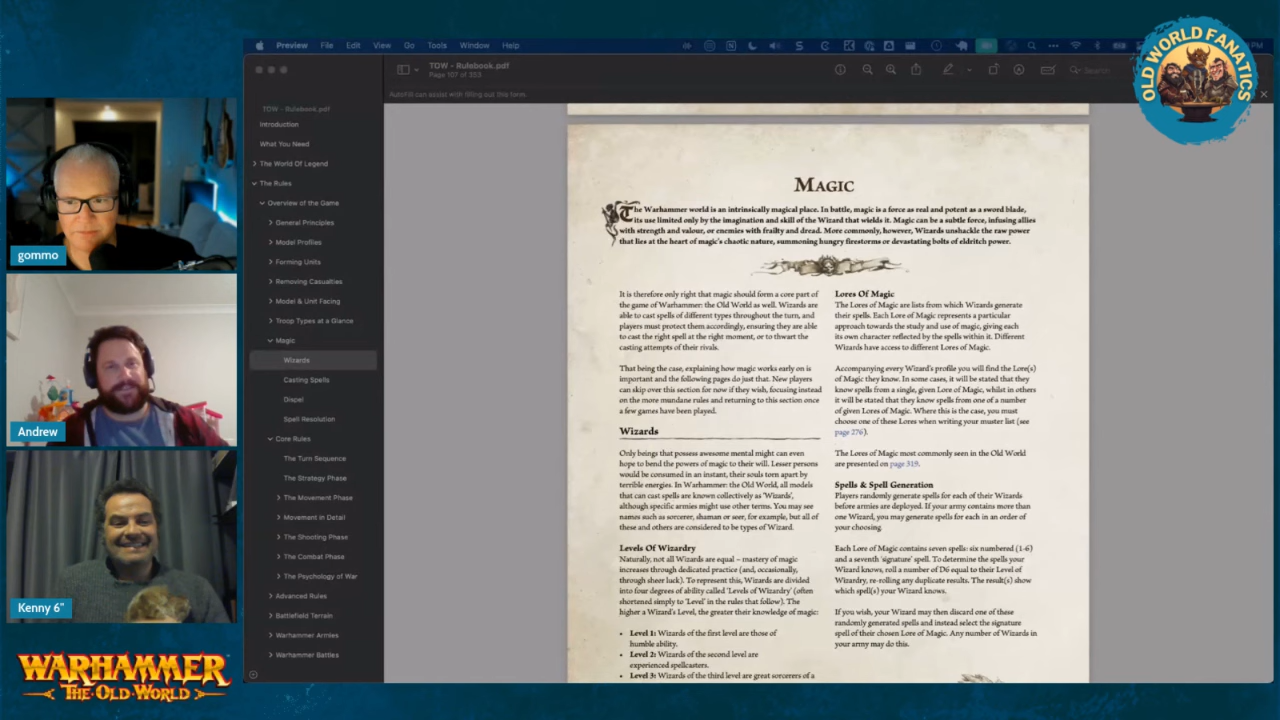 Preview File Edit View Go Tools Window Help
TOW - Rulebook.pdf
Page 107 of 353
Search
AutoFill can assist with filling out this form.
OLD WORLD FANATICS
gommo
Andrew
Kenny 6"
WARHAMMER
THE OLD WORLD
TOW - Rulebook.pdf
Introduction
What You Need
The World Of Legend
The Rules
Overview of the Game
General Principles
Model Profiles
Forming Units
Removing Casualties
Model & Unit Facing
Troop Types at a Glance
Magic
Wizards
Casting Spells
Dispel
Spell Resolution
Core Rules
The Turn Sequence
The Strategy Phase
The Movement Phase
Movement in Detail
The Shooting Phase
The Combat Phase
The Psychology of War
Advanced Rules
Battlefield Terrain
Warhammer Armies
Warhammer Battles
MAGIC
The Warhammer world is an intrinsically magical place. In battle, magic is a force as real and potent as a sword blade,
its use limited only by the imagination and skill of the Wizard that wields it. Magic can be a subtle force, infusing allies
with strength and valour, or enemies with frailty and dread. More commonly, however, Wizards unshackle the raw power
that lies at the heart of magic's chaotic nature, summoning hungry firestorms or devastating bolts of eldritch power.
It is therefore only right that magic should form a core part of
the game of Warhammer: the Old World as well. Wizards are
able to cast spells of different types throughout the turn, and
players must protect them accordingly, ensuring they are able
to cast the right spell at the right moment, or to thwart the
casting attempts of their rivals.
That being the case, explaining how magic works early on is
important and the following pages do just that. New players
can skip over this section for now if they wish, focusing instead
on the more mundane rules and returning to this section once
a few games have been played.
Wizards
Only beings that possess awesome mental might can even
hope to bend the powers of magic to their will. Lesser persons
would be consumed in an instant, their souls torn apart by
terrible energies. In Warhammer: the Old World, all models
that can cast spells are known collectively as 'Wizards',
although specific armies might use other terms. You may see
names such as sorcerer, shaman or seer, for example, but all of
these and others are considered to be types of Wizard.
Levels Of Wizardry
Naturally, not all Wizards are equal – mastery of magic
increases through dedicated practice (and, occasionally,
through sheer luck). To represent this, Wizards are divided
into four degrees of ability called 'Levels of Wizardry' (often
shortened simply to 'Level' in the rules that follow). The
higher a Wizard's Level, the greater their knowledge of magic:
• Level 1: Wizards of the first level are those of
humble ability.
• Level 2: Wizards of the second level are
experienced spellcasters.
• Level 3: Wizards of the third level are great sorcerers of a
Lores Of Magic
The Lores of Magic are lists from which Wizards generate
their spells. Each Lore of Magic represents a particular
approach towards the study and use of magic, giving each
its own character reflected by the spells within it. Different
Wizards have access to different Lores of Magic.
Accompanying every Wizard's profile you will find the Lore(s)
of Magic they know. In some cases, it will be stated that they
know spells from a single, given Lore of Magic, whilst in others
it will be stated that they know spells from one of a number
of given Lores of Magic. Where this is the case, you must
choose one of these Lores when writing your muster list (see
page 276).
The Lores of Magic most commonly seen in the Old World
are presented on page 319.
Spells & Spell Generation
Players randomly generate spells for each of their Wizards
before armies are deployed. If your army contains more than
one Wizard, you may generate spells for each in an order of
your choosing.
Each Lore of Magic contains seven spells: six numbered (1-6)
and a seventh 'signature' spell. To determine the spells your
Wizard knows, roll a number of D6 equal to their Level of
Wizardry, re-rolling any duplicate results. The result(s) show
which spell(s) your Wizard knows.
If you wish, your Wizard may then discard one of these
randomly generated spells and instead select the signature
spell of their chosen Lore of Magic. Any number of Wizards in
your army may do this.